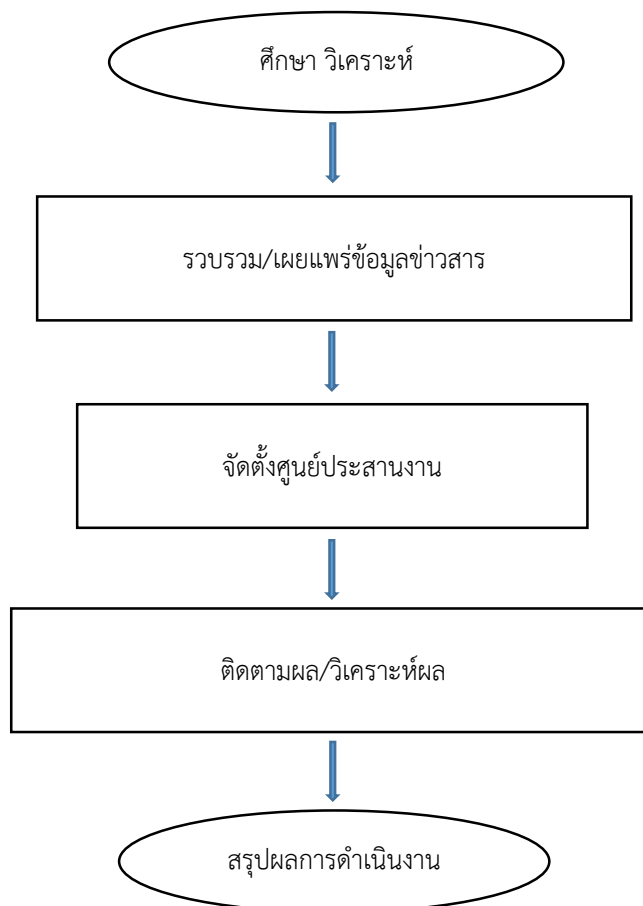 ศึกษา วิเคราะห์
รวบรวม/เผยแพร่ข้อมูลข่าวสาร
จัดตั้งศูนย์ประสานงาน
ติดตามผล/วิเคราะห์ผล
สรุปผลการดำเนินงาน